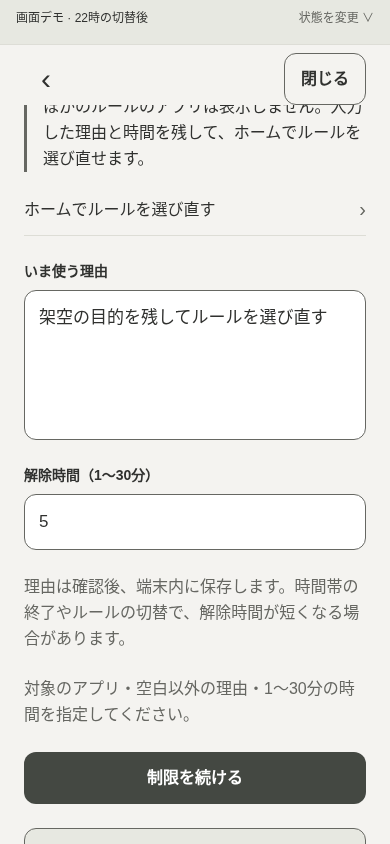 画面デモ · 22時の切替後
状態を変更 ∨
‹
閉じる
ほかのルールのアプリは表示しません。入力
した理由と時間を残して、ホームでルールを
選び直せます。
ホームでルールを選び直す ›
いま使う理由
架空の目的を残してルールを選び直す
解除時間（1〜30分）
5
理由は確認後、端末内に保存します。時間帯の
終了やルールの切替で、解除時間が短くなる場
合があります。
対象のアプリ・空白以外の理由・1〜30分の時
間を指定してください。
制限を続ける